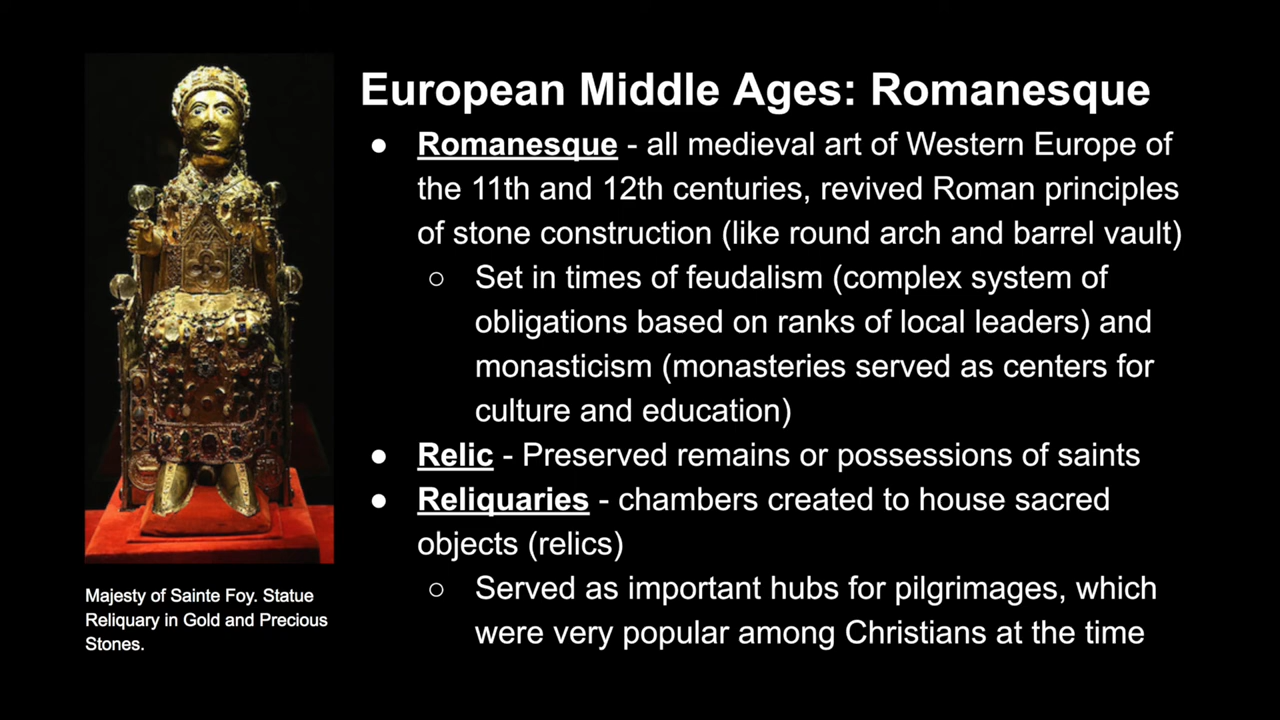 European Middle Ages: Romanesque
● Romanesque - all medieval art of Western Europe of
the 11th and 12th centuries, revived Roman principles
of stone construction (like round arch and barrel vault)
○ Set in times of feudalism (complex system of
obligations based on ranks of local leaders) and
monasticism (monasteries served as centers for
culture and education)
● Relic - Preserved remains or possessions of saints
● Reliquaries - chambers created to house sacred
objects (relics)
○ Served as important hubs for pilgrimages, which
were very popular among Christians at the time
Majesty of Sainte Foy. Statue
Reliquary in Gold and Precious
Stones.